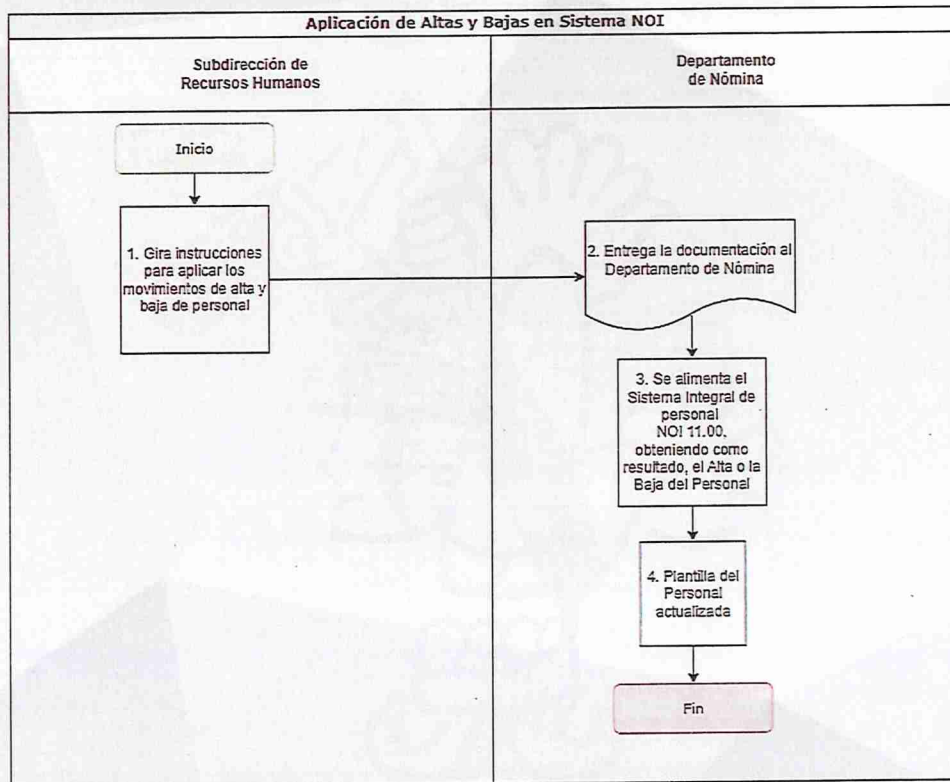 Aplicación de Altas y Bajas en Sistema NOI
Subdirección de
Recursos Humanos
Departamento
de Nómina
Inicio
1. Gira instrucciones
para aplicar los
movimientos de alta y
baja de personal
2. Entrega la documentación al
Departamento de Nómina
3. Se alimenta el
Sistema Integral de
personal
NOI 11.00,
obteniendo como
resultado, el Alta o la
Baja del Personal
4. Plantilla del
Personal
actualizada
Fin